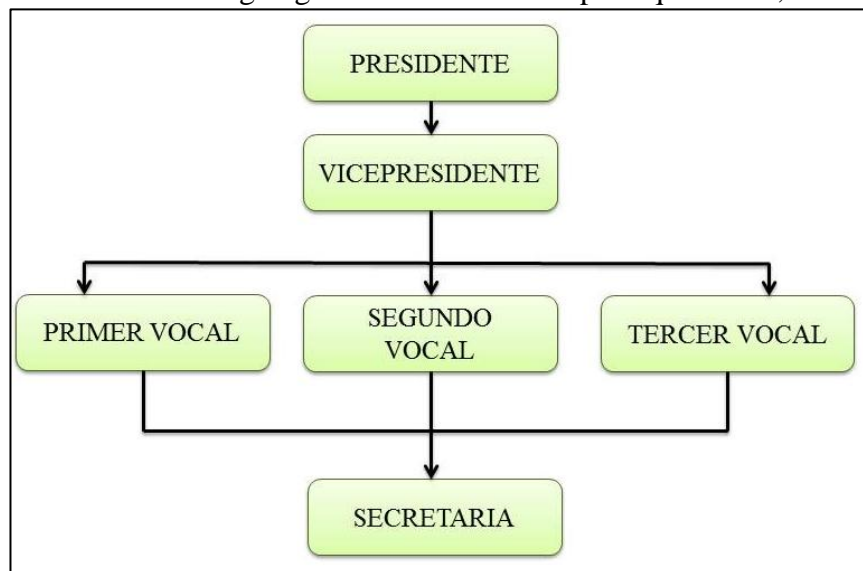 PRESIDENTE
VICEPRESIDENTE
PRIMER VOCAL
SEGUNDO
VOCAL
TERCER VOCAL
SECRETARIA